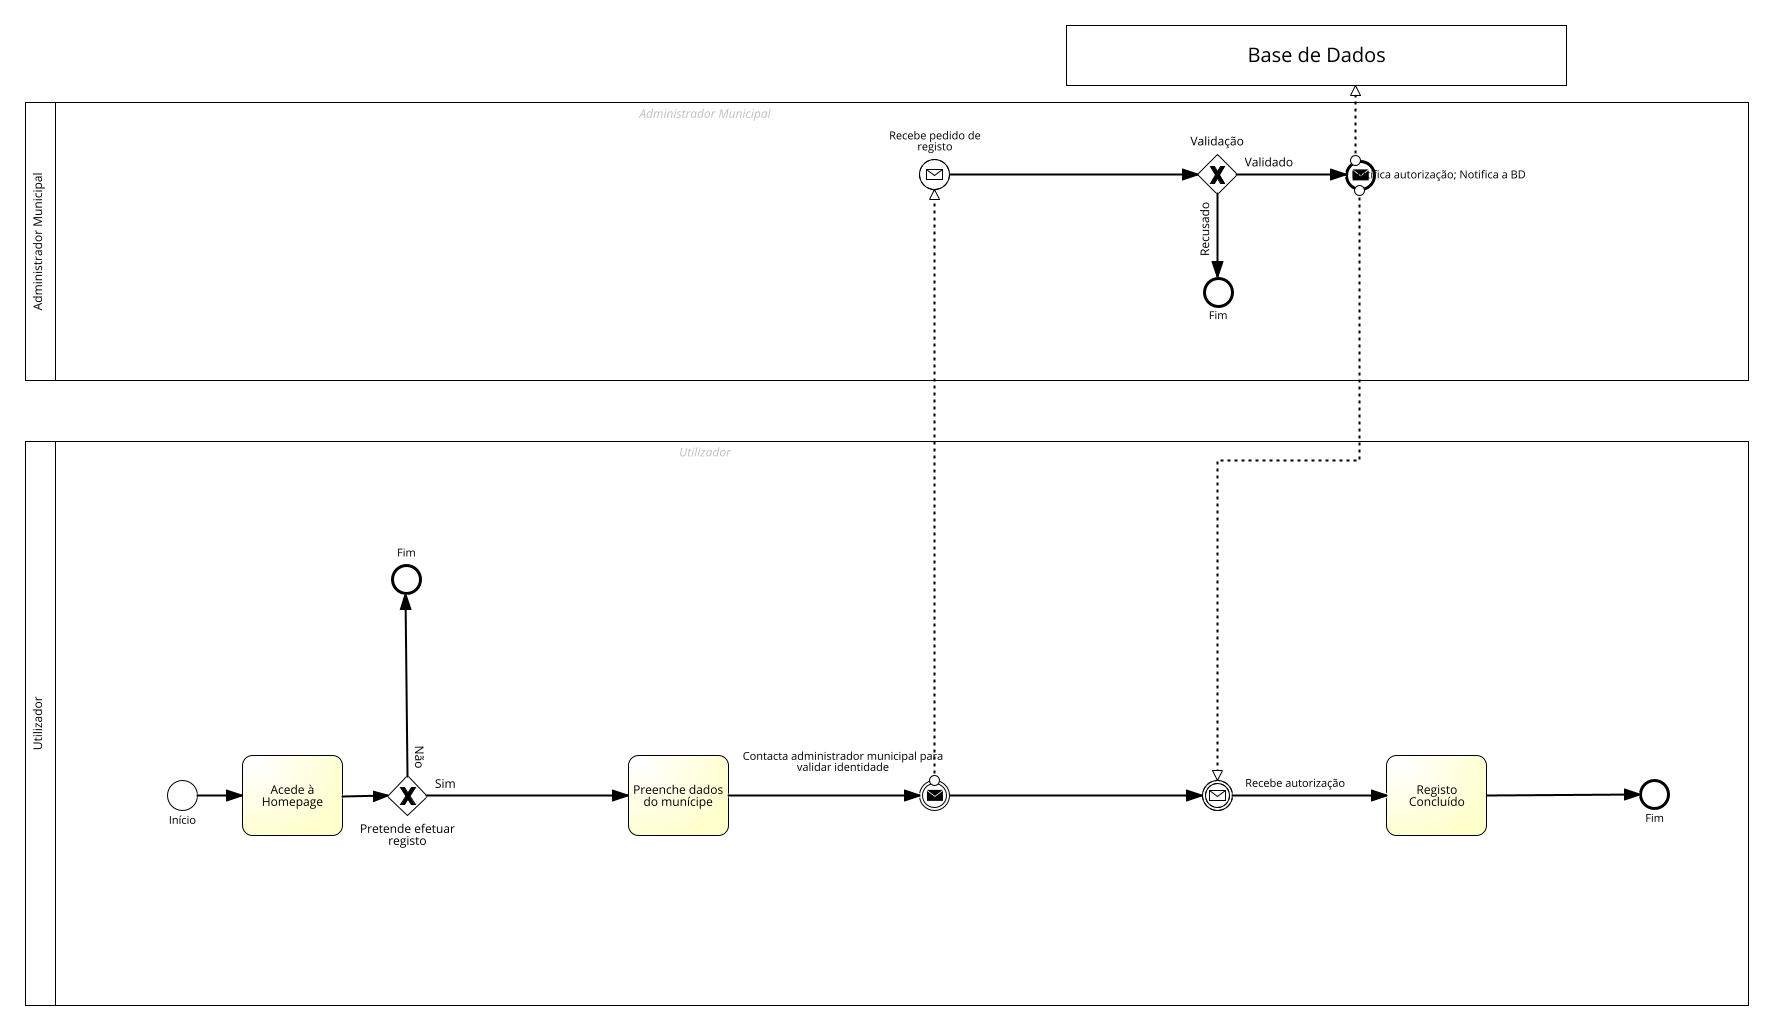 Base de Dados
Administrador Municipal
Administrador Municipal
Recebe pedido de
registo
Validação
Validado
fica autorização; Notifica a BD
Recusado
Fim
Utilizador
Utilizador
Fim
Não
Sim
Início
Acede à
Homepage
Pretende efetuar
registo
Preenche dados
do munícipe
Contacta administrador municipal para
validar identidade
Recebe autorização
Registo
Concluído
Fim